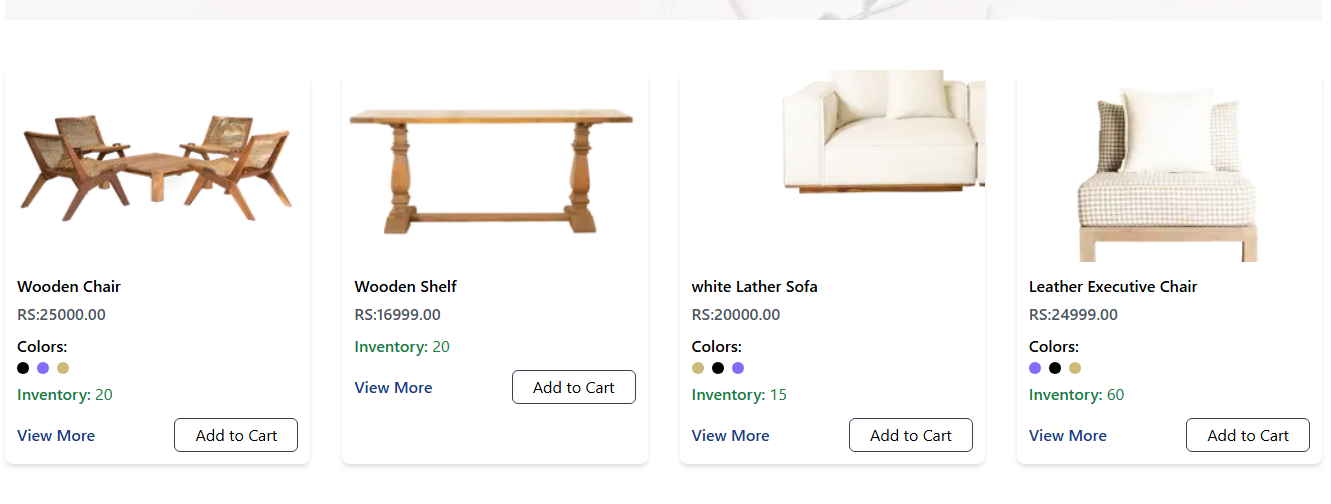 Wooden Chair
RS:25000.00
Colors:
Inventory: 20
View More
Add to Cart
Wooden Shelf
RS:16999.00
Inventory: 20
View More
Add to Cart
white Lather Sofa
RS:20000.00
Colors:
Inventory: 15
View More
Add to Cart
Leather Executive Chair
RS:24999.00
Colors:
Inventory: 60
View More
Add to Cart